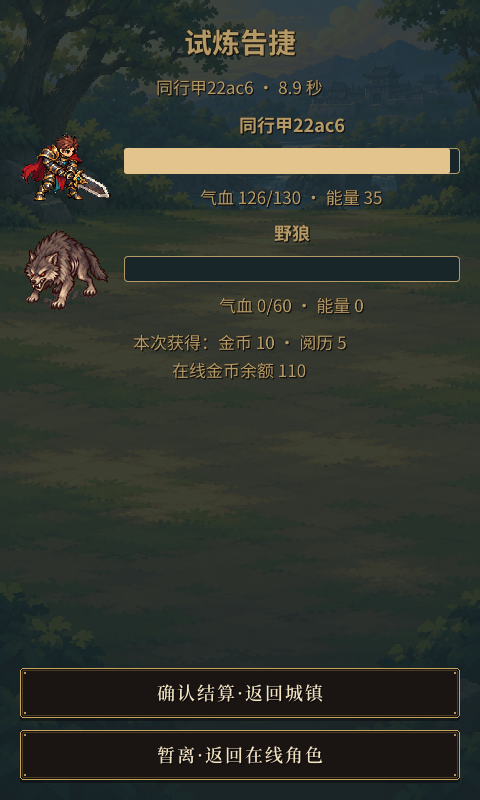 试炼告捷
同行甲22ac6 · 8.9 秒
同行甲22ac6
气血 126/130 · 能量 35
野狼
气血 0/60 · 能量 0
本次获得：金币 10 · 阅历 5
在线金币余额 110
确认结算·返回城镇
暂离·返回在线角色